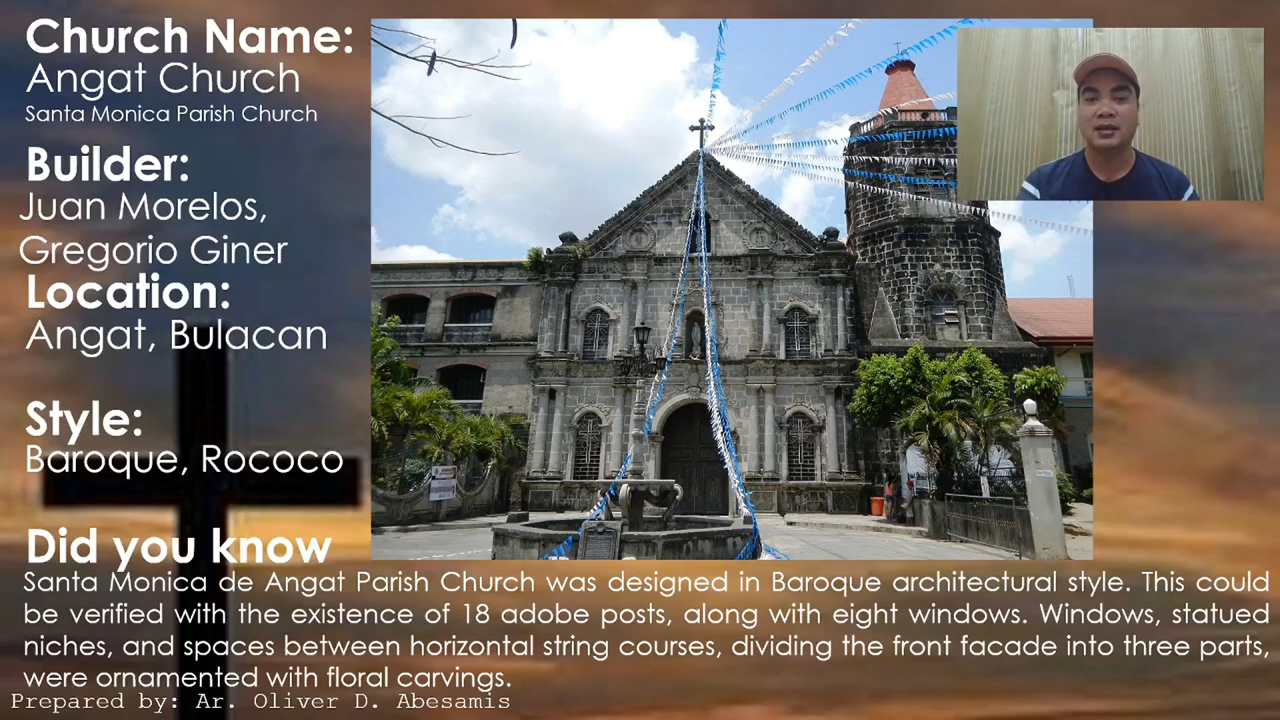 Church Name:
Angat Church
Santa Monica Parish Church
Builder:
Juan Morelos,
Gregorio Giner
Location:
Angat, Bulacan
Style:
Baroque, Rococo
Did you know
Santa Monica de Angat Parish Church was designed in Baroque architectural style. This could
be verified with the existence of 18 adobe posts, along with eight windows. Windows, statued
niches, and spaces between horizontal string courses, dividing the front facade into three parts,
were ornamented with floral carvings.
Prepared by: Ar. Oliver D. Abesamis